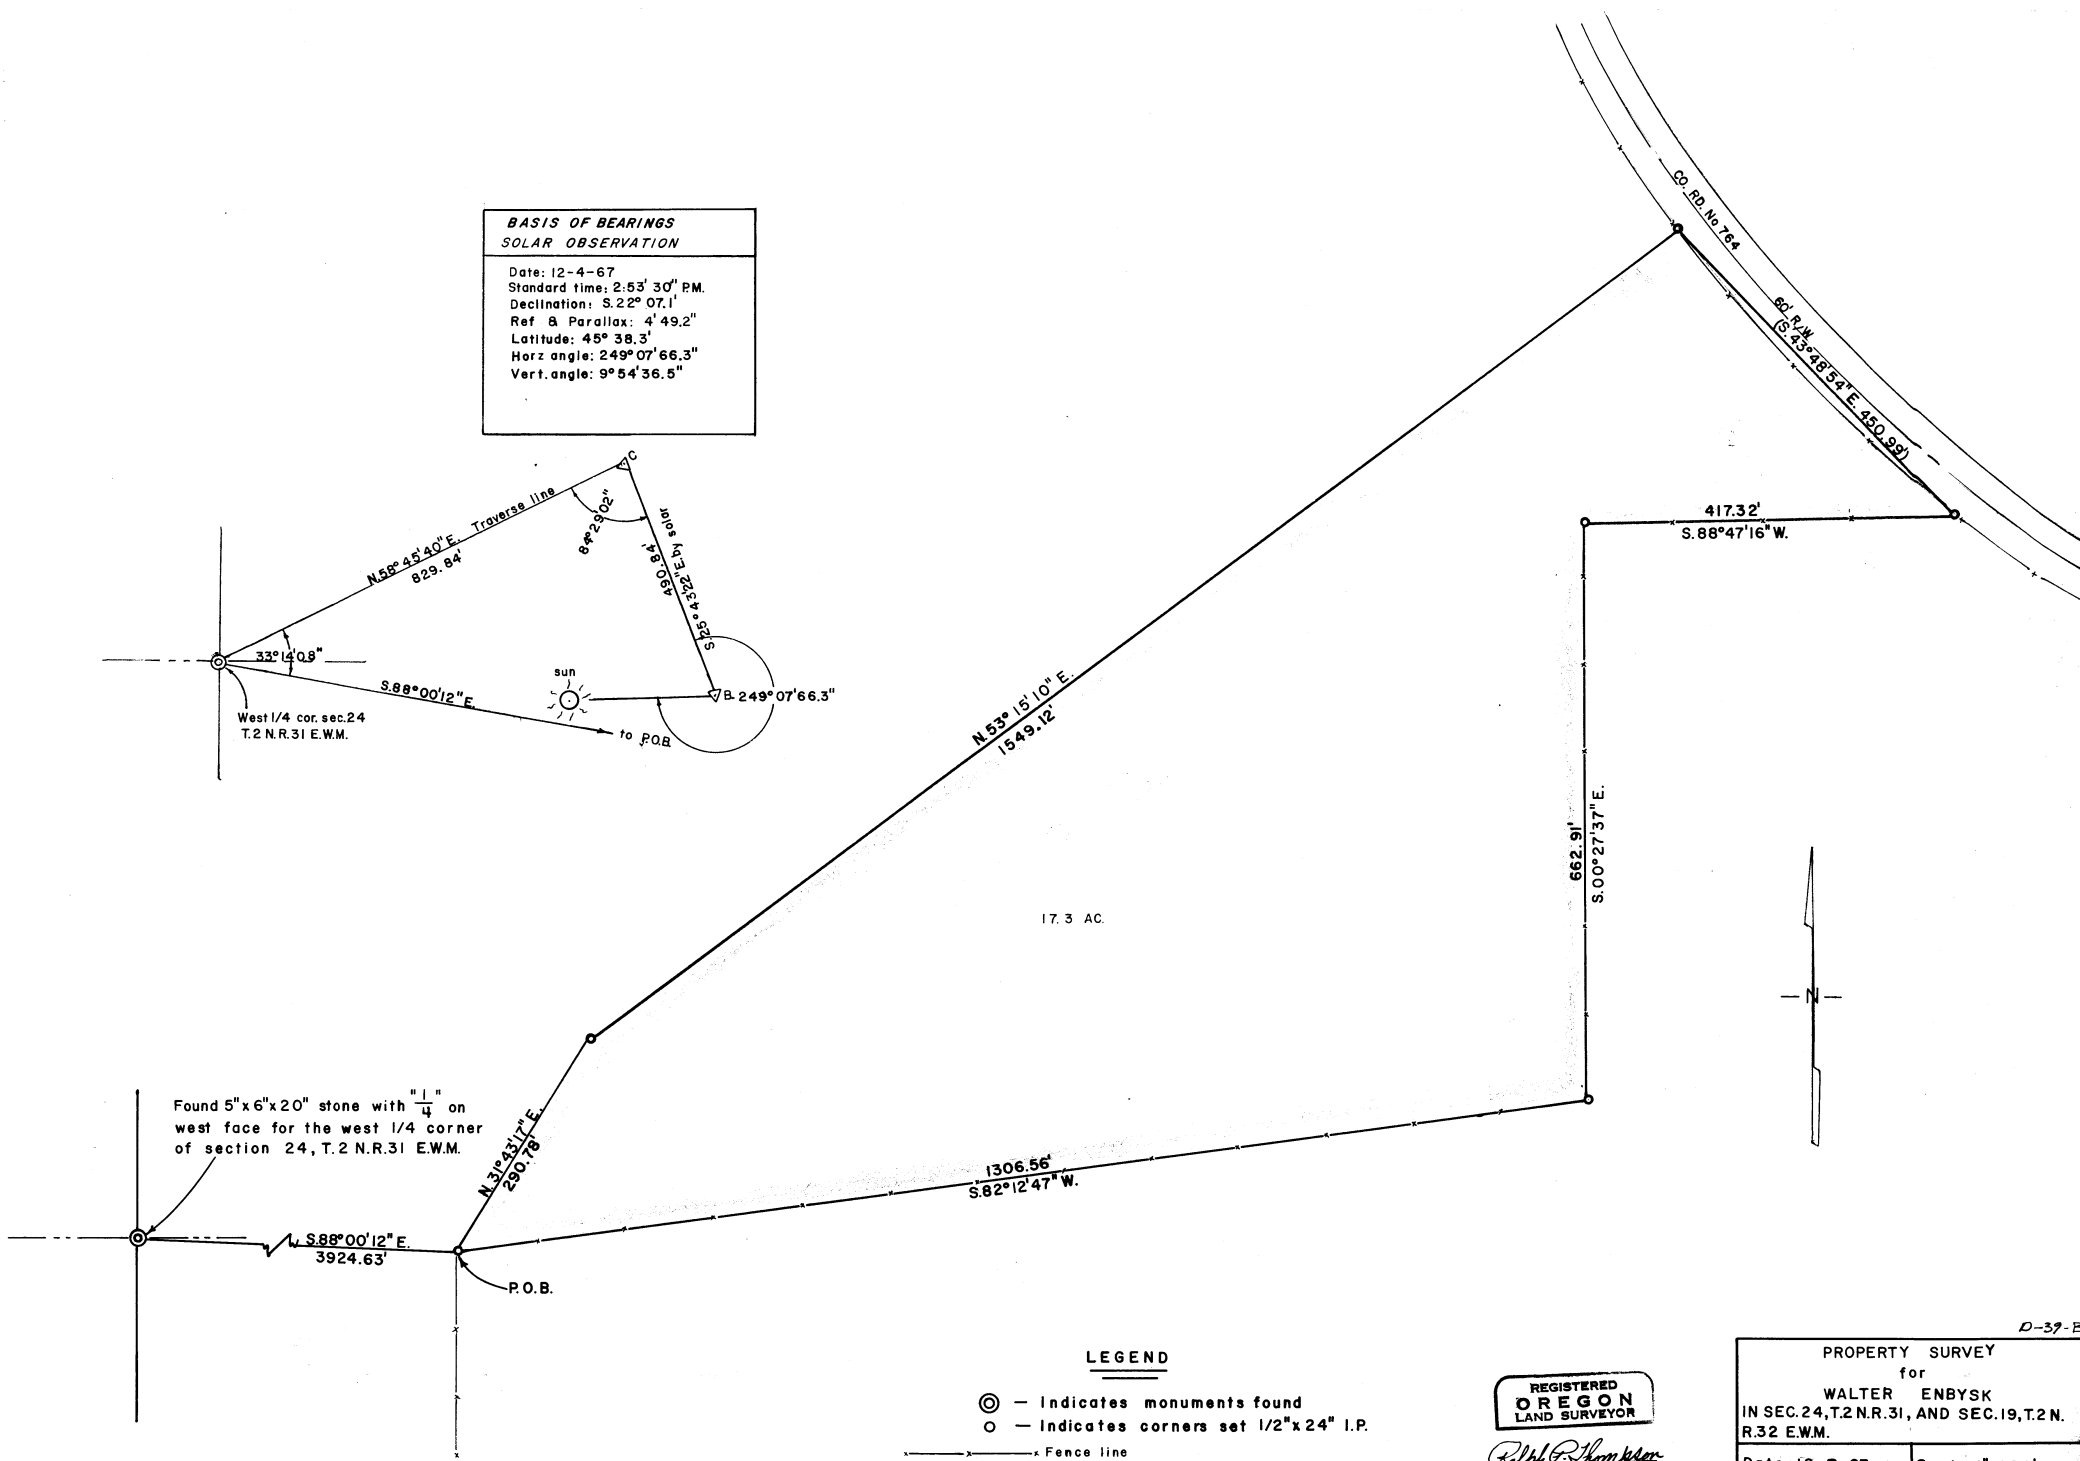 BASIS OF BEARINGS
SOLAR OBSERVATION
Date: 12-4-67
Standard time: 2:53' 30" P.M.
Declination: S. 22° 07.1'
Ref & Parallax: 4' 49.2"
Latitude: 45° 38.3'
Horz angle: 249° 07' 66.3"
Vert. angle: 9° 54' 36.5"
CO. RD. No 764
60' R/W
(S. 43° 48' 54" E. 450.99')
C
N. 58° 45' 40" E. Traverse line
829.84'
84° 29' 02"
490.84'
S. 25° 43' 22" E. by solar
33° 14' 08"
S. 88° 00' 12" E.
to P.O.B.
sun
B 249° 07' 66.3"
West 1/4 cor. sec. 24
T. 2 N. R. 31 E.W.M.
417.32'
S. 88° 47' 16" W.
N. 53° 15' 10" E.
1549.12'
662.91'
S. 00° 27' 37" E.
17.3 AC.
N
Found 5" x 6" x 20" stone with "1/4" on
west face for the west 1/4 corner
of section 24, T. 2 N. R. 31 E.W.M.
N. 31° 43' 17" E.
290.78'
1306.56'
S. 82° 12' 47" W.
S. 88° 00' 12" E.
3924.63'
P.O.B.
LEGEND
— Indicates monuments found
— Indicates corners set 1/2" x 24" I.P.
Fence line
REGISTERED
OREGON
LAND SURVEYOR
Ralph P. Thompson
D-39-
PROPERTY SURVEY
for
WALTER ENBYSK
IN SEC. 24, T. 2 N. R. 31, AND SEC. 19, T. 2 N.
R. 32 E.W.M.